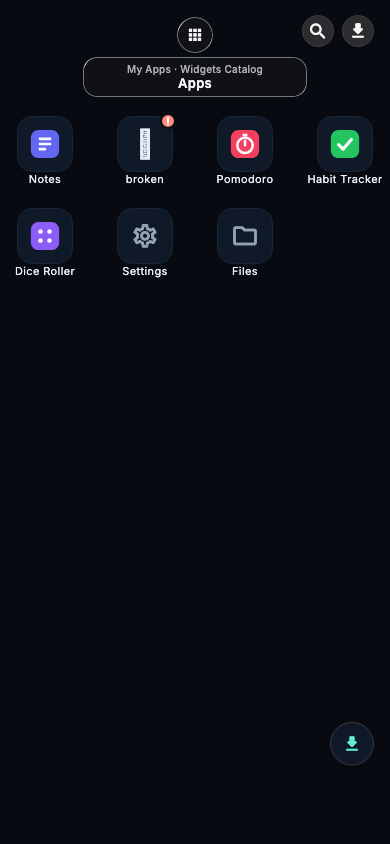 My Apps · Widgets Catalog
Apps
Notes
broken
Pomodoro
Habit Tracker
Dice Roller
Settings
Files